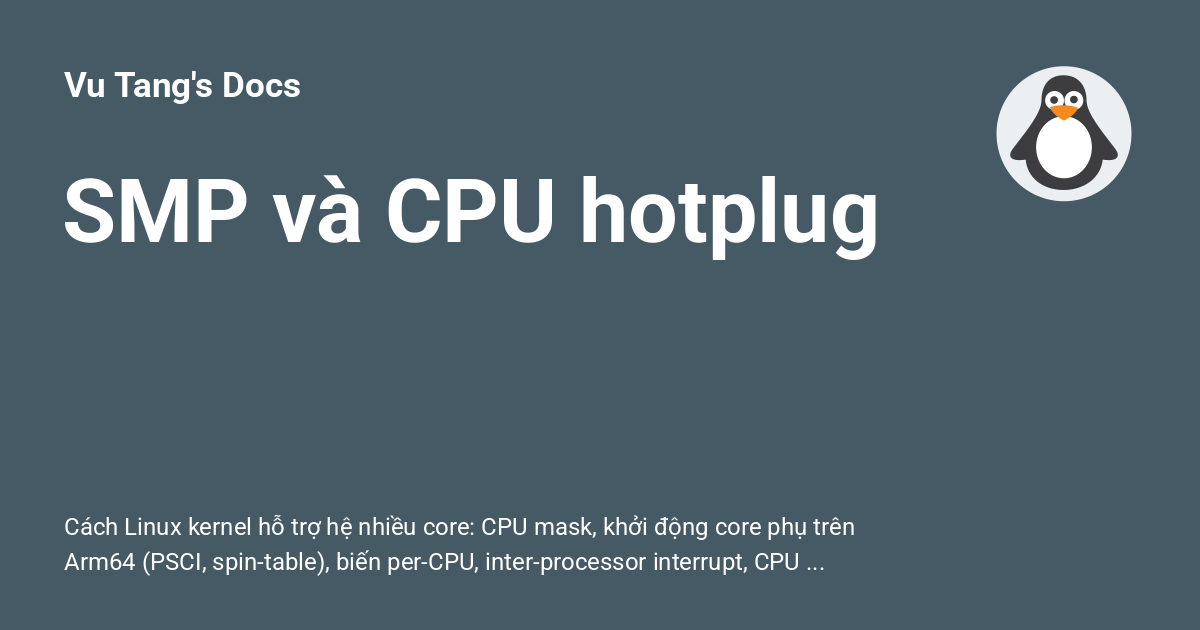 Vu Tang's Docs
SMP và CPU hotplug
Cách Linux kernel hỗ trợ hệ nhiều core: CPU mask, khởi động core phụ trên
Arm64 (PSCI, spin-table), biến per-CPU, inter-processor interrupt, CPU ...